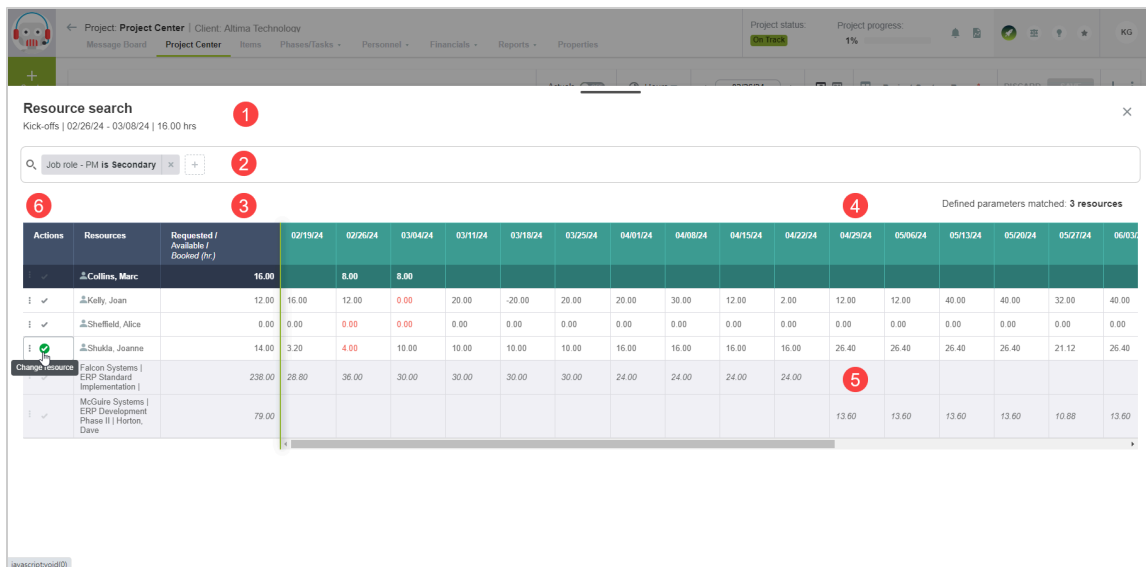 ← Project: Project Center | Client: Altima Technology
Project status:
Project progress:
On Track
1%
KG
Message Board Project Center Items Phases/Tasks Personnel Financials Reports Properties
Resource search
Kick-offs | 02/26/24 - 03/08/24 | 16.00 hrs
1
×
Job role - PM is Secondary × +
2
6
3
4
Defined parameters matched: 3 resources
Actions Resources Requested / Available / Booked (hr.) 02/19/24 02/26/24 03/04/24 03/11/24 03/18/24 03/25/24 04/01/24 04/08/24 04/15/24 04/22/24 04/29/24 05/06/24 05/13/24 05/20/24 05/27/24 06/03/
Collins, Marc 16.00 8.00 8.00
Kelly, Joan 12.00 16.00 12.00 0.00 20.00 -20.00 20.00 20.00 30.00 12.00 2.00 12.00 12.00 40.00 40.00 32.00 40.00
Sheffield, Alice 0.00 0.00 0.00 0.00 0.00 0.00 0.00 0.00 0.00 0.00 0.00 0.00 0.00 0.00 0.00 0.00 0.00
Shukla, Joanne 14.00 3.20 4.00 10.00 10.00 10.00 10.00 16.00 16.00 16.00 16.00 26.40 26.40 26.40 26.40 21.12 26.40
Change resource
Falcon Systems |
ERP Standard
Implementation |
238.00 28.80 36.00 30.00 30.00 30.00 30.00 24.00 24.00 24.00 24.00
5
McGuire Systems |
ERP Development
Phase II | Horton,
Dave
79.00 13.60 13.60 13.60 13.60 10.88 13.60
javascript:void(0)